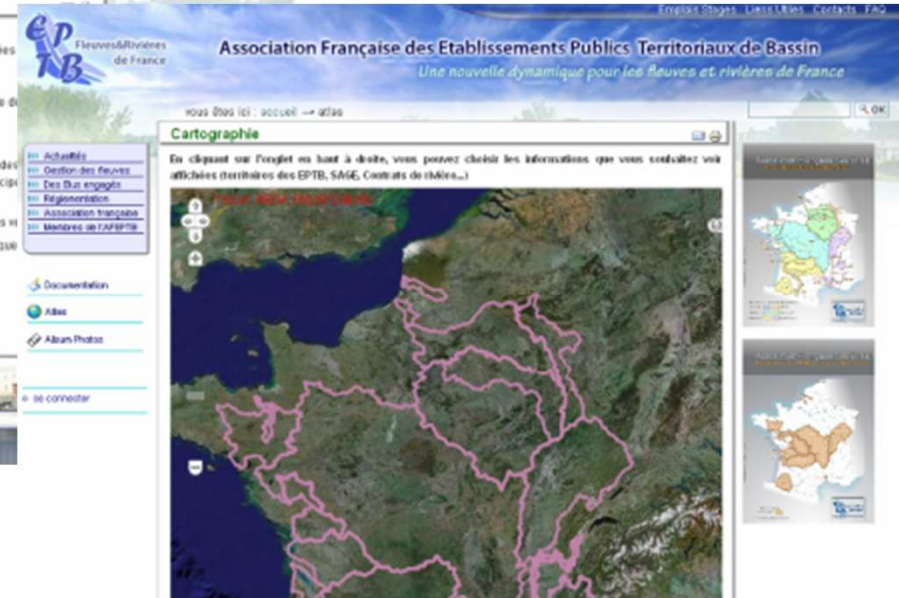 Emplois Stages Liens Utiles Contacts FAQ
EPTB
Fleuves&Rivières
de France
Association Française des Etablissements Publics Territoriaux de Bassin
Une nouvelle dynamique pour les fleuves et rivières de France
vous êtes ici : accueil → atlas
OK
Cartographie
En cliquant sur l'onglet en haut à droite, vous pouvez choisir les informations que vous souhaitez voir
affichées (territoires des EPTB, SAGE, Contrats de rivière...)
Actualités
Gestion des fleuves
Des Elus engagés
Réglementation
Association française
Membres de l'AFEPTB
Documentation
Atlas
Album Photos
se connecter